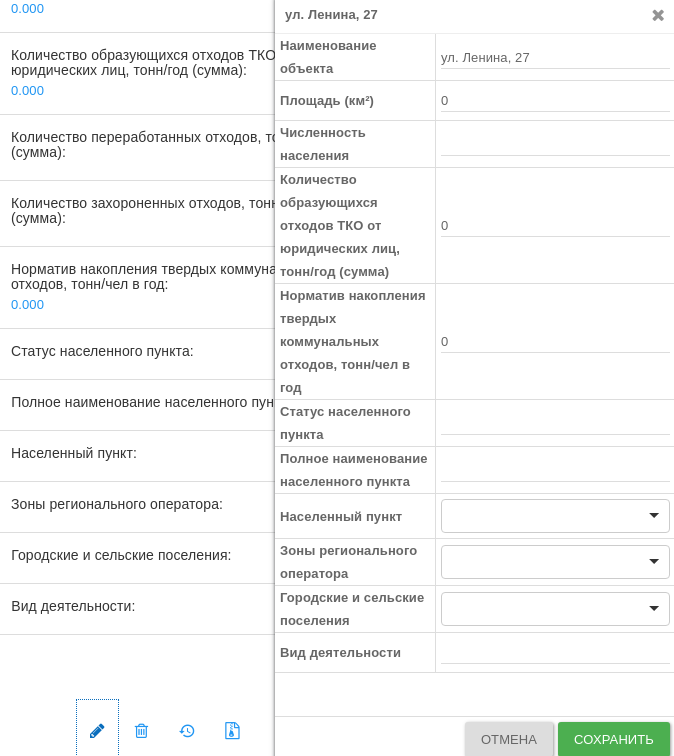 0.000
Количество образующихся отходов ТКО
юридических лиц, тонн/год (сумма):
0.000
Количество переработанных отходов,
(сумма):
Количество захороненных отходов,
(сумма):
Норматив накопления твердых
отходов, тонн/чел в год:
0.000
Статус населенного пункта:
Полное наименование населенного
Населенный пункт:
Зоны регионального оператора:
Городские и сельские поселения:
Вид деятельности:
ул. Ленина, 27
Наименование
объекта
ул. Ленина, 27
Площадь (км²)
0
Численность
населения
Количество
образующихся
отходов ТКО от
юридических лиц,
тонн/год (сумма)
0
Норматив накопления
твердых
коммунальных
отходов, тонн/чел в
год
0
Статус населенного
пункта
Полное наименование
населенного пункта
Населенный пункт
Зоны регионального
оператора
Городские и сельские
поселения
Вид деятельности
ОТМЕНА
СОХРАНИТЬ